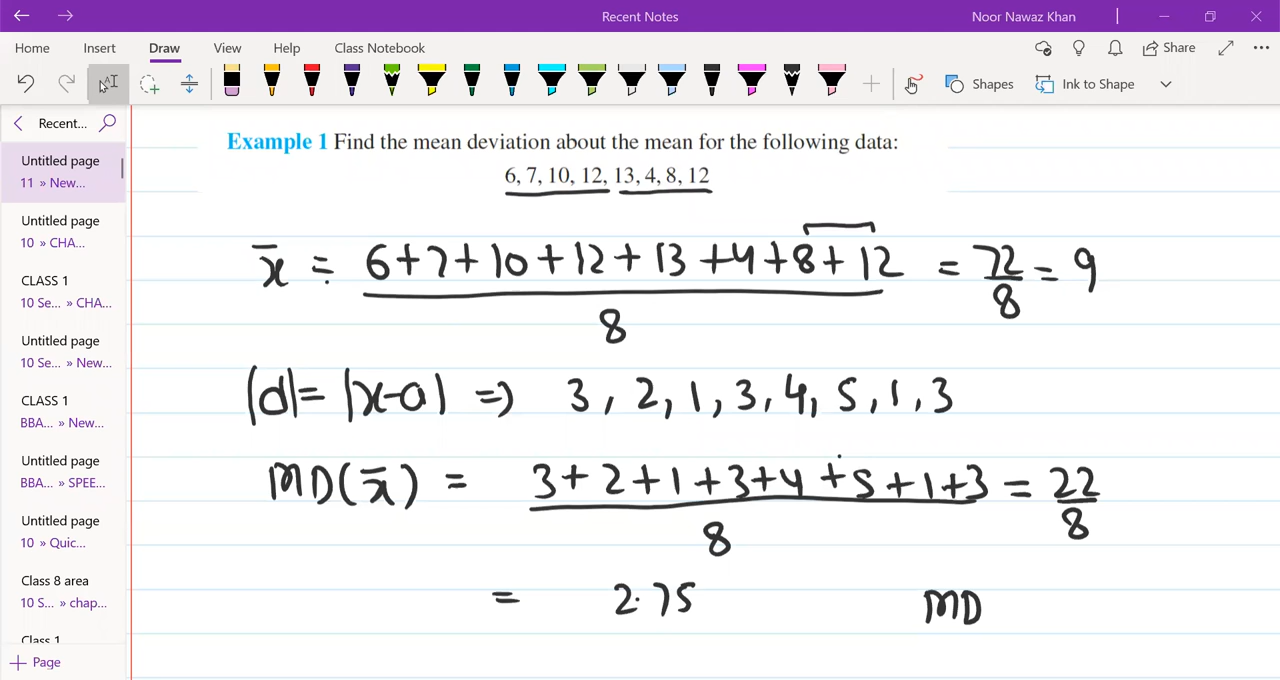 Recent Notes
Noor Nawaz Khan
Home Insert Draw View Help Class Notebook
Share
Shapes
Ink to Shape
Recent...
Untitled page
11 » New...
Untitled page
10 » CHA...
CLASS 1
10 Se... » CHA...
Untitled page
10 Se... » New...
CLASS 1
BBA... » New...
Untitled page
BBA... » SPEE...
Untitled page
10 » Quic...
Class 8 area
10 S... » chap...
Class 1
+ Page
Example 1 Find the mean deviation about the mean for the following data:
6, 7, 10, 12, 13, 4, 8, 12
x̄ = 6+7+10+12+13+4+8+12 / 8 = 72/8 = 9
|d| = |x-a| => 3, 2, 1, 3, 4, 5, 1, 3
MD(x̄) = 3+2+1+3+4+5+1+3 / 8 = 22/8
= 2.75 MD